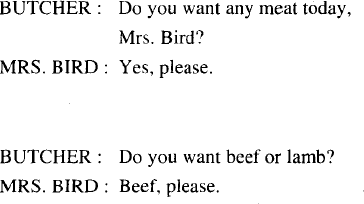 BUTCHER : Do you want any meat today,
Mrs. Bird?
MRS. BIRD : Yes, please.
BUTCHER : Do you want beef or lamb?
MRS. BIRD : Beef, please.